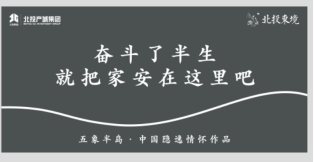 北投产城集团
北投东境
奋斗了半生
就把家安在这里吧
五象半岛·中国隐逸情怀作品